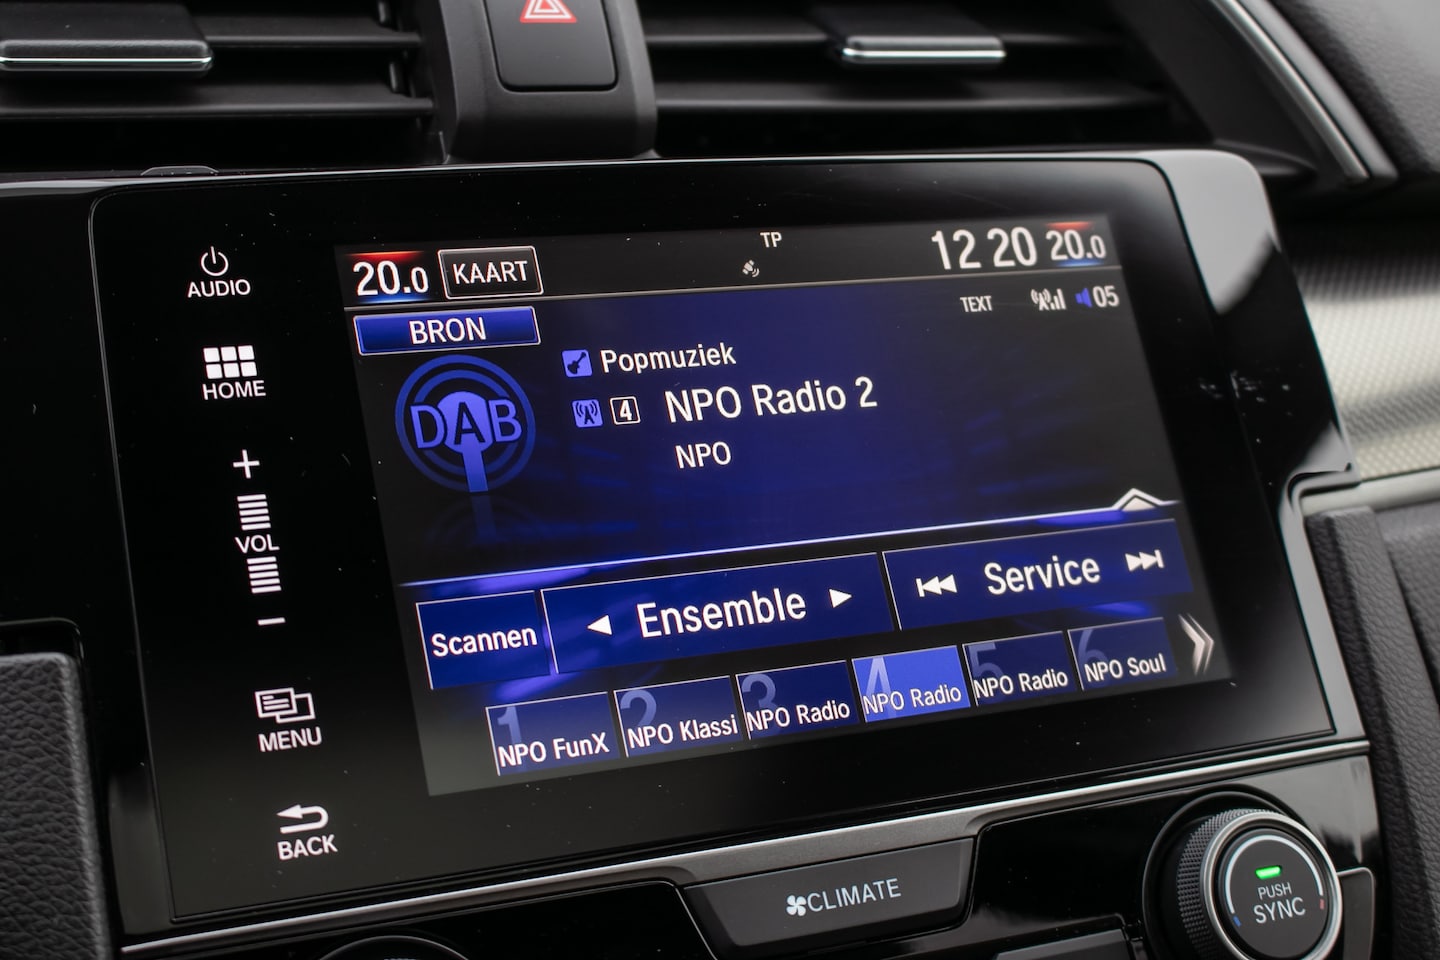 AUDIO
HOME
+
VOL
−
MENU
BACK
20.0 KAART TP 12 20 20.0
BRON
TEXT 05
DAB
Popmuziek
4 NPO Radio 2
NPO
Scannen
Ensemble
Service
1 NPO FunX
2 NPO Klassi
3 NPO Radio
4 NPO Radio
5 NPO Radio
6 NPO Soul
CLIMATE
PUSH
SYNC